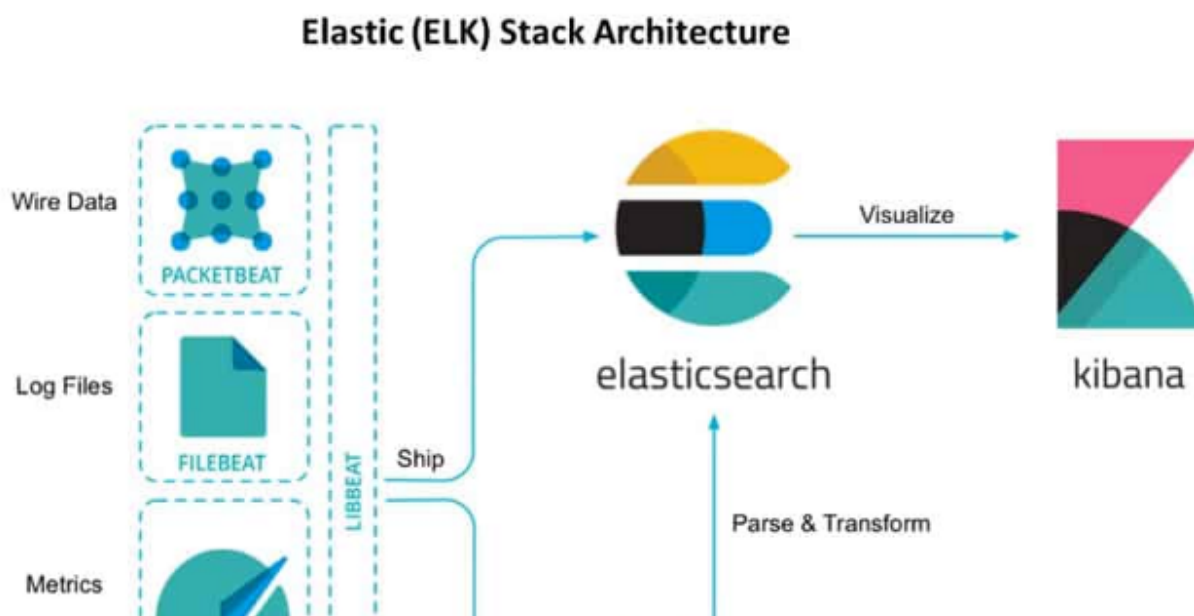 Elastic (ELK) Stack Architecture
Wire Data
PACKETBEAT
Log Files
FILEBEAT
Metrics
LIBBEAT
Ship
elasticsearch
Visualize
kibana
Parse & Transform